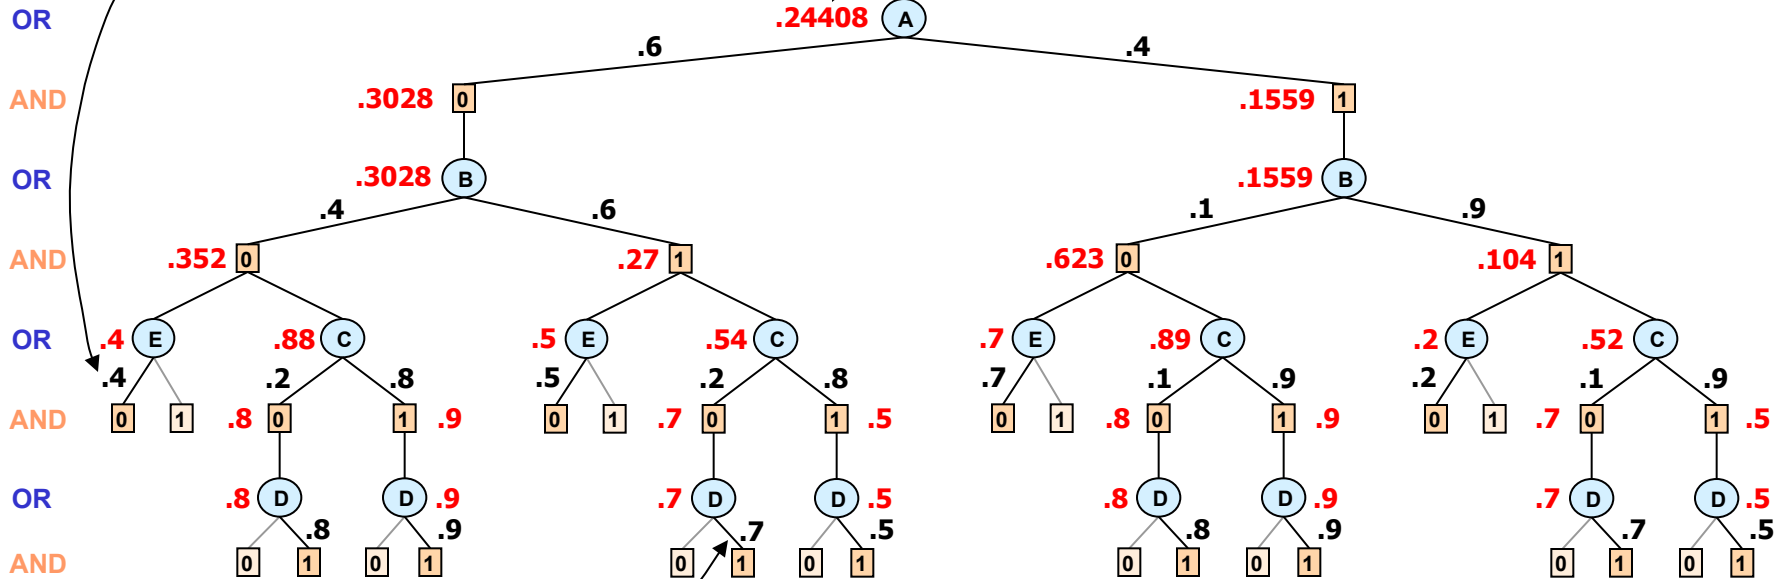 OR .24408 A
.6 .4
AND .3028 0 .1559 1
OR .3028 B .1559 B
.4 .6 .1 .9
AND .352 0 .27 1 .623 0 .104 1
OR .4 E .88 C .5 E .54 C .7 E .89 C .2 E .52 C
.4 .2 .8 .5 .2 .8 .7 .1 .9 .2 .1 .9
AND 0 1 .8 0 1 .9 0 1 .7 0 1 .5 0 1 .8 0 1 .9 0 1 .7 0 1 .5
OR .8 D D .9 .7 D D .5 .8 D D .9 .7 D D .5
.8 .9 .7 .5 .8 .9 .7 .5
AND 0 1 0 1 0 1 0 1 0 1 0 1 0 1 0 1